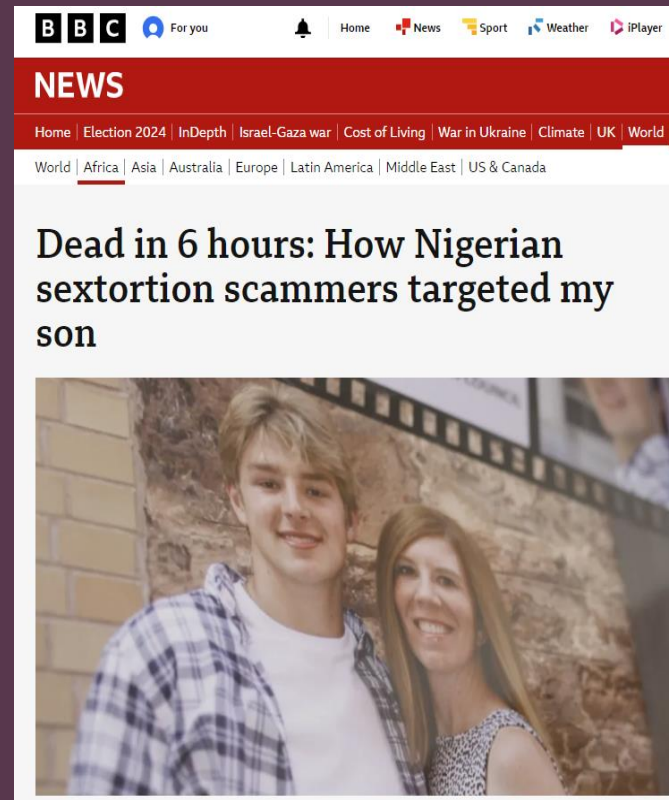 BBC For you Home News Sport Weather iPlayer
NEWS
Home Election 2024 InDepth Israel-Gaza war Cost of Living War in Ukraine Climate UK World
World Africa Asia Australia Europe Latin America Middle East US & Canada
Dead in 6 hours: How Nigerian
sextortion scammers targeted my
son
COUNCIL